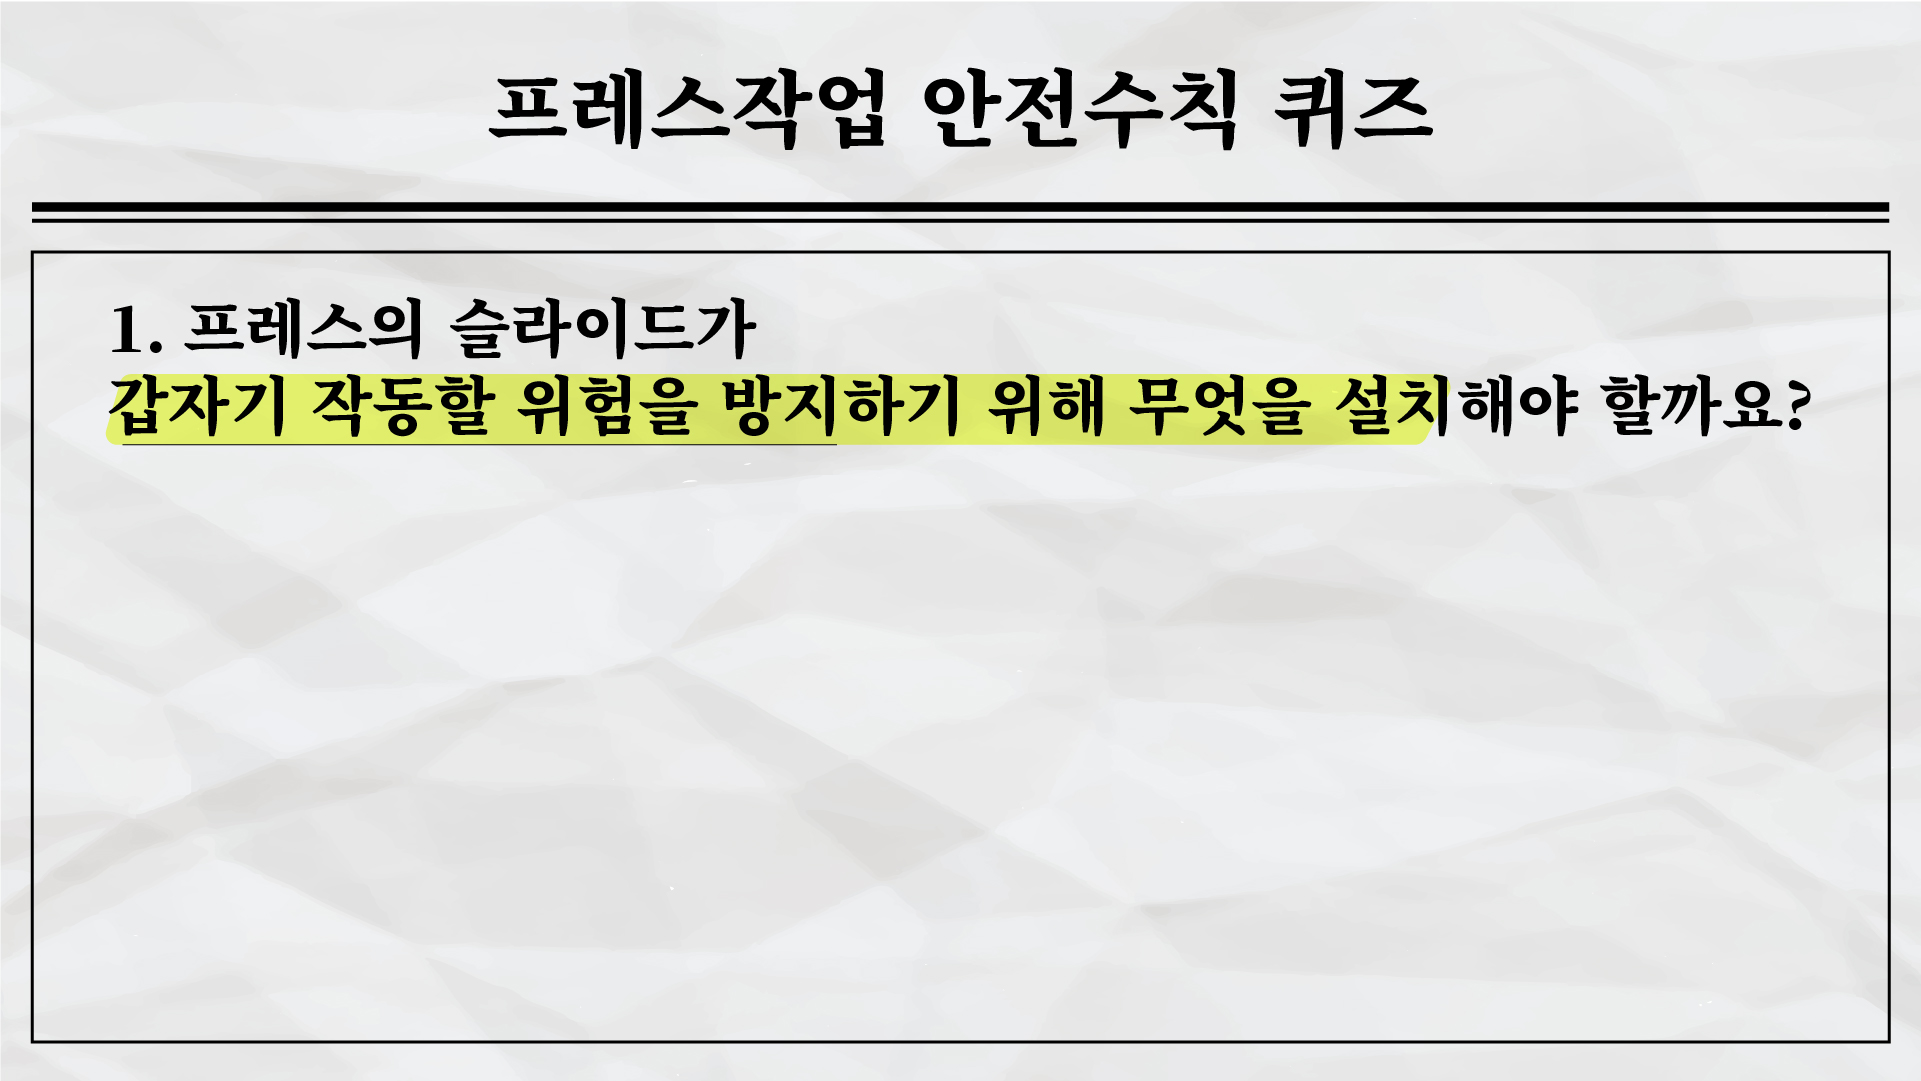 프레스작업 안전수칙 퀴즈
1. 프레스의 슬라이드가
갑자기 작동할 위험을 방지하기 위해 무엇을 설치해야 할까요?